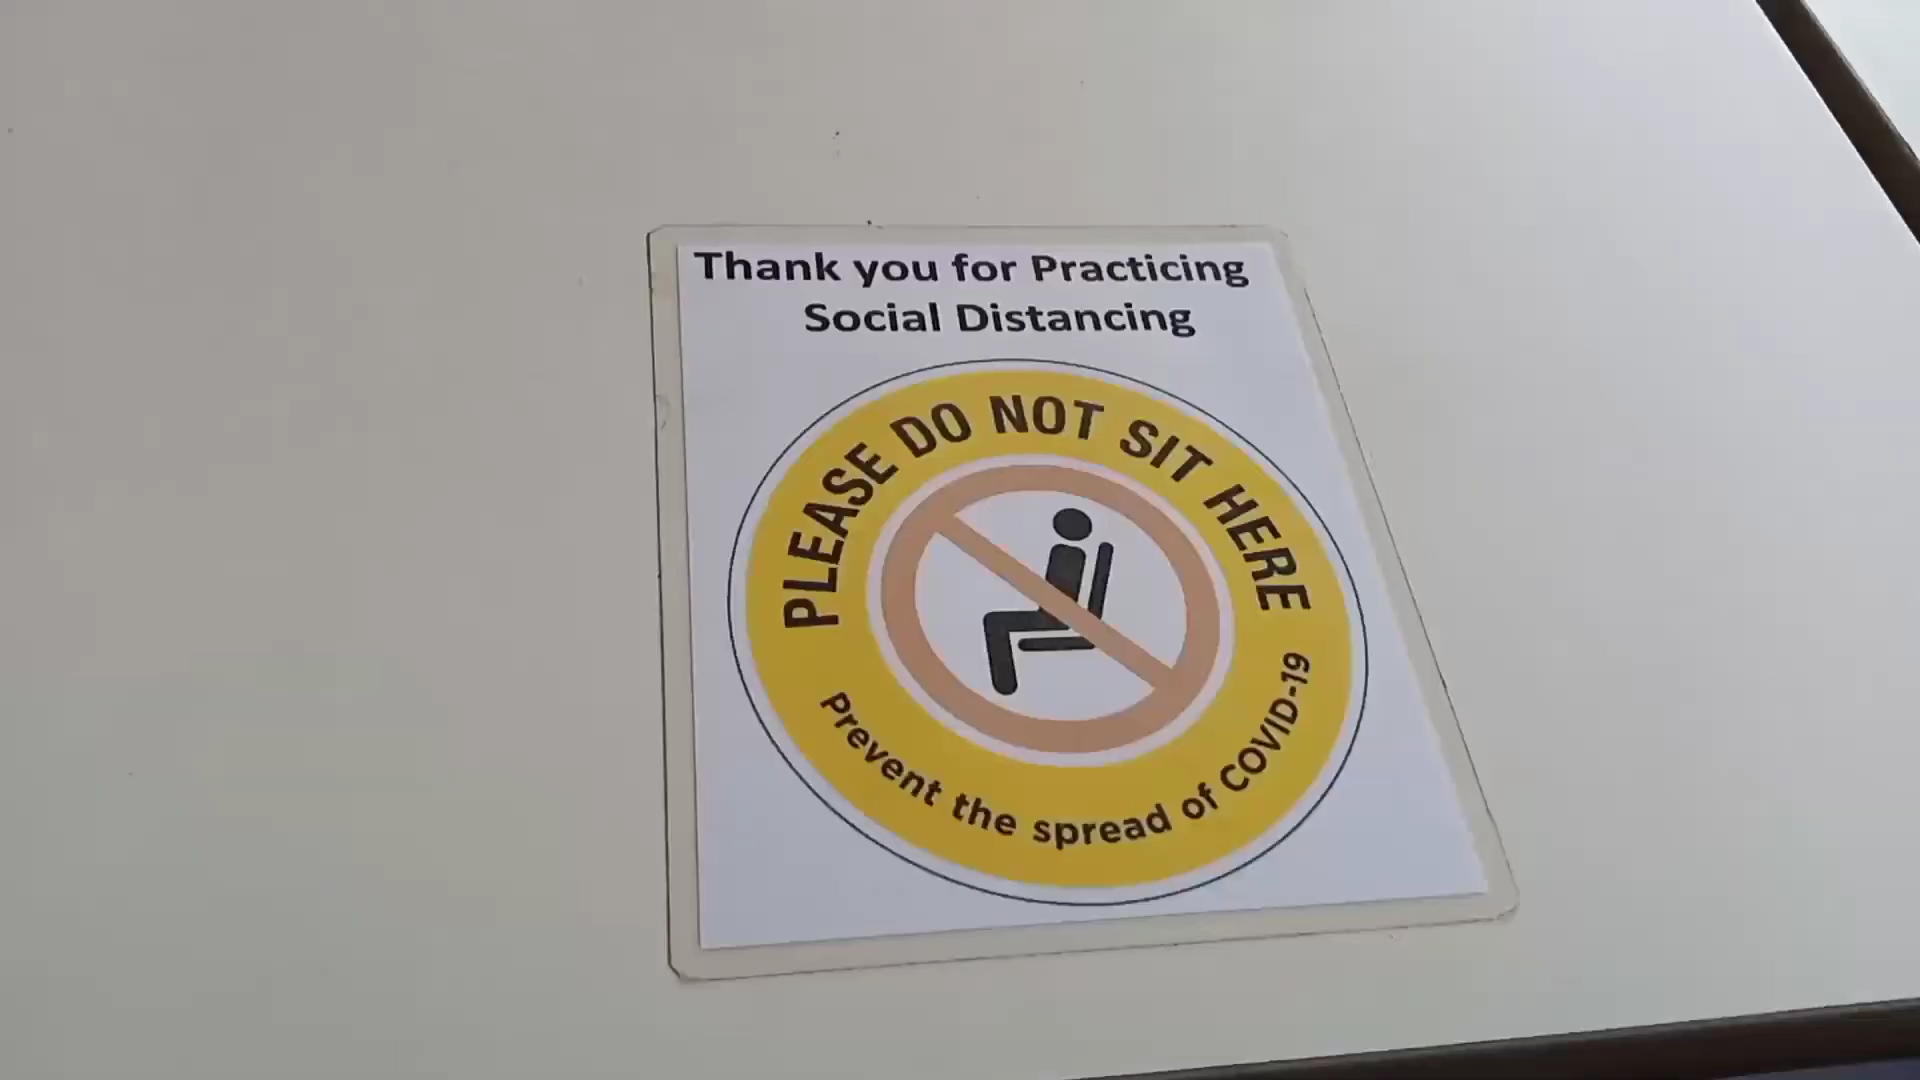 Thank you for Practicing
Social Distancing
PLEASE DO NOT SIT HERE
Prevent the spread of COVID-19